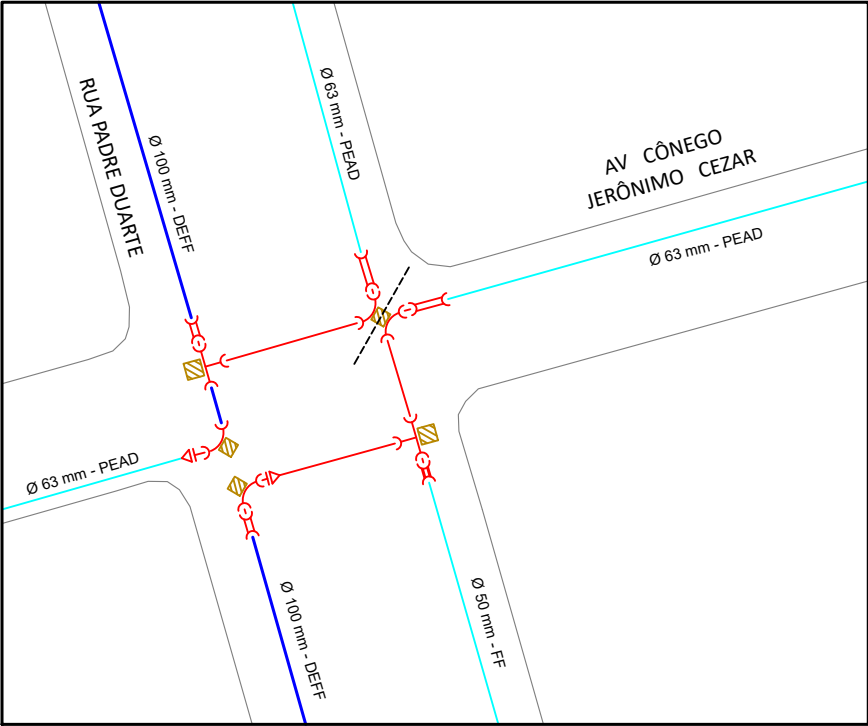 RUA PADRE DUARTE
Ø 100 mm - DEFF
Ø 63 mm - PEAD
AV CÔNEGO
JERÔNIMO CEZAR
Ø 63 mm - PEAD
Ø 63 mm - PEAD
Ø 100 mm - DEFF
Ø 50 mm - FF